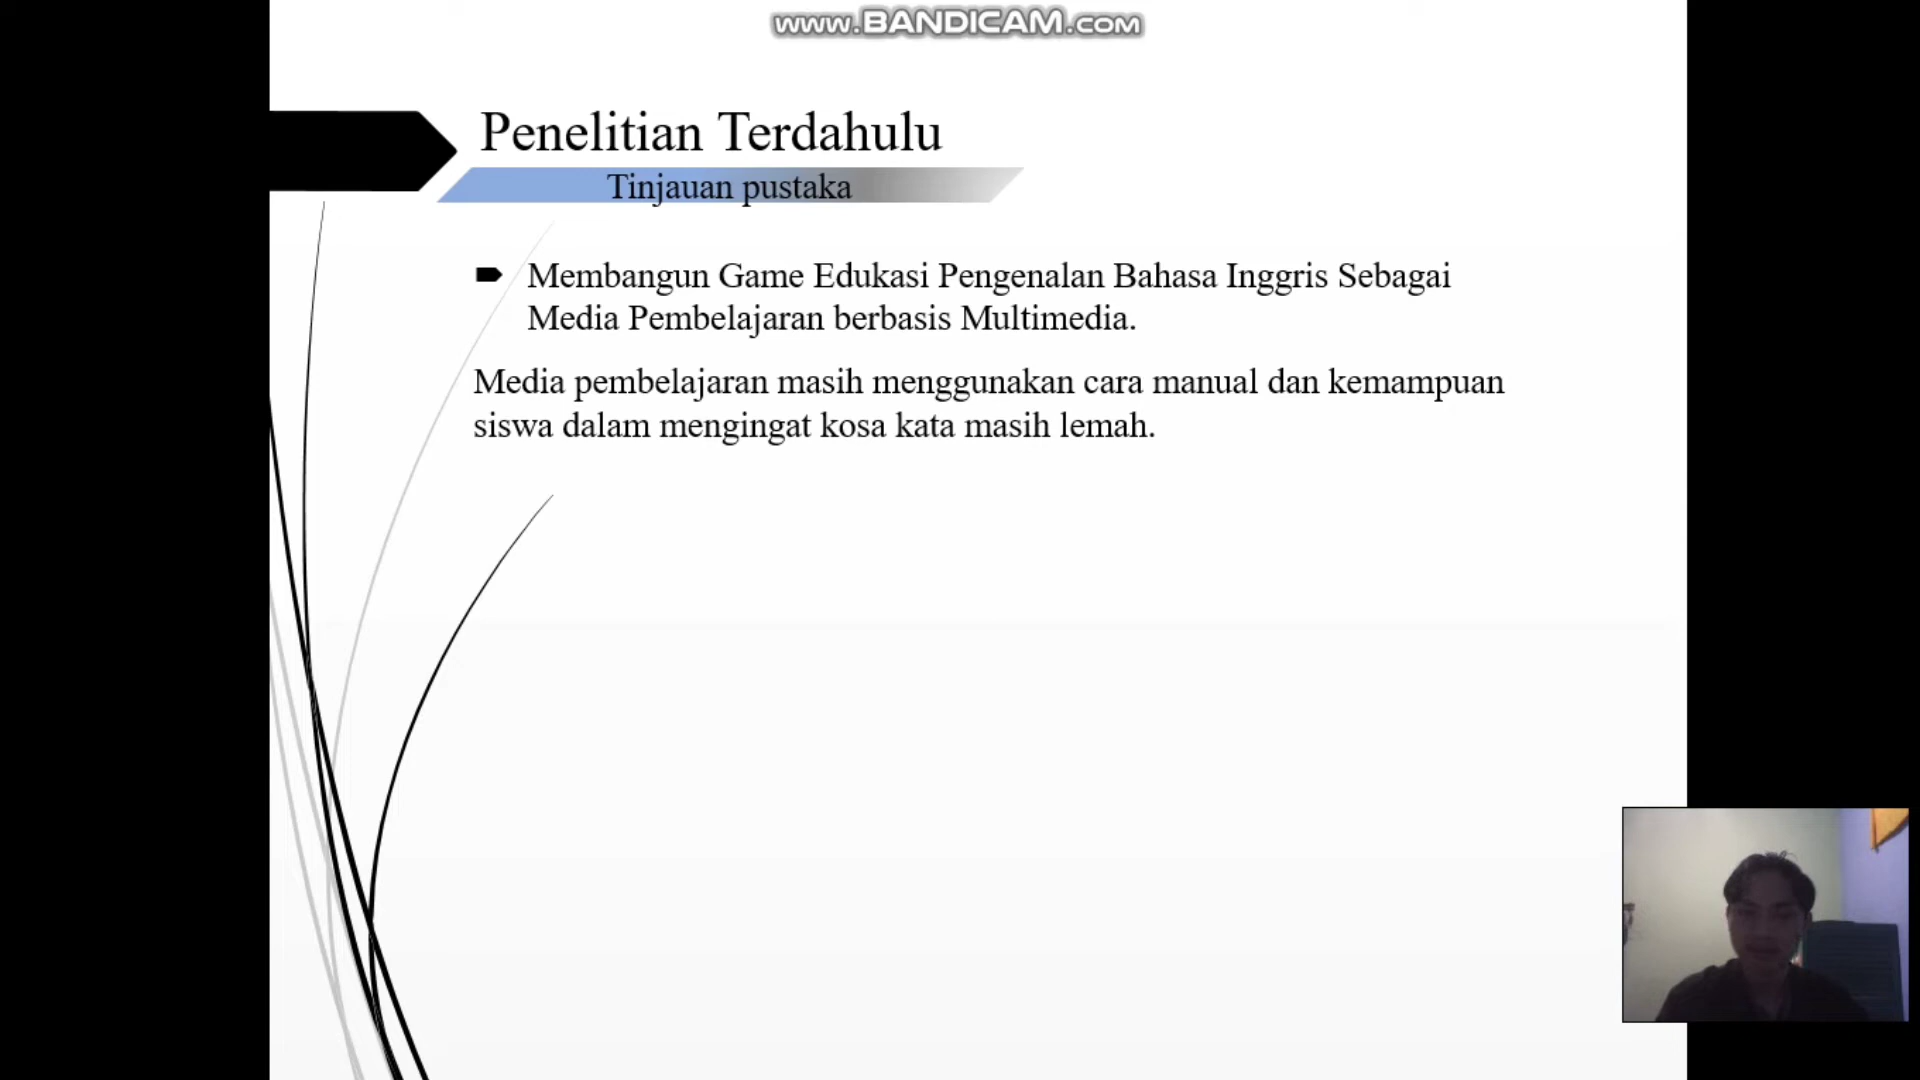 www.BANDICAM.com
Penelitian Terdahulu
Tinjauan pustaka
Membangun Game Edukasi Pengenalan Bahasa Inggris Sebagai
Media Pembelajaran berbasis Multimedia.
Media pembelajaran masih menggunakan cara manual dan kemampuan
siswa dalam mengingat kosa kata masih lemah.